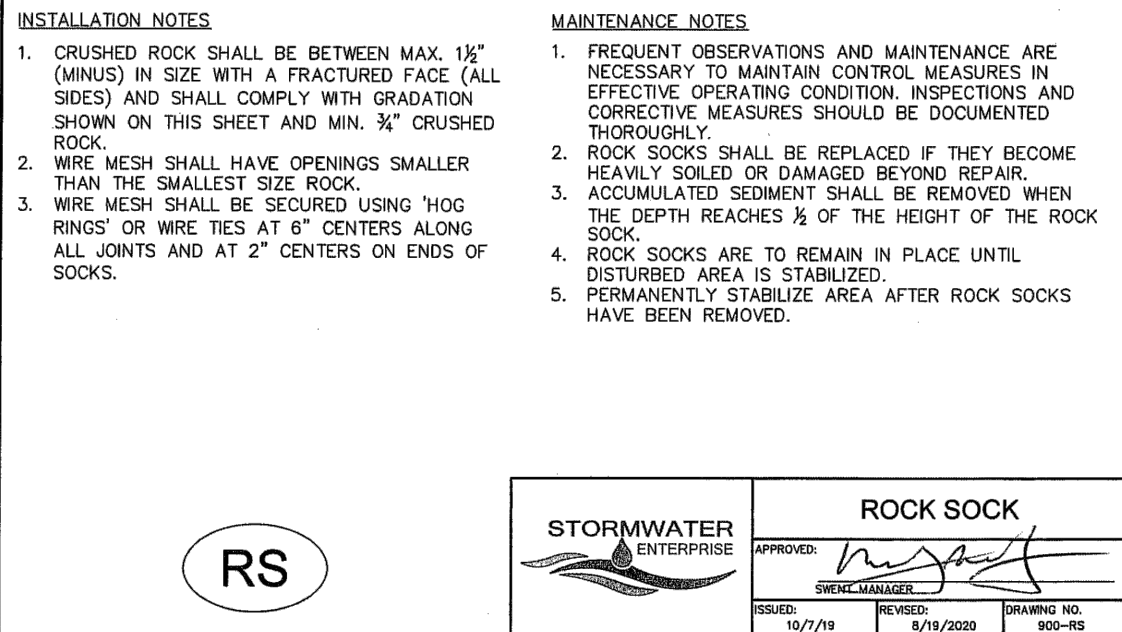 INSTALLATION NOTES
1. CRUSHED ROCK SHALL BE BETWEEN MAX. 1½"
(MINUS) IN SIZE WITH A FRACTURED FACE (ALL
SIDES) AND SHALL COMPLY WITH GRADATION
SHOWN ON THIS SHEET AND MIN. ¾" CRUSHED
ROCK.
2. WIRE MESH SHALL HAVE OPENINGS SMALLER
THAN THE SMALLEST SIZE ROCK.
3. WIRE MESH SHALL BE SECURED USING 'HOG
RINGS' OR WIRE TIES AT 6" CENTERS ALONG
ALL JOINTS AND AT 2" CENTERS ON ENDS OF
SOCKS.
MAINTENANCE NOTES
1. FREQUENT OBSERVATIONS AND MAINTENANCE ARE
NECESSARY TO MAINTAIN CONTROL MEASURES IN
EFFECTIVE OPERATING CONDITION. INSPECTIONS AND
CORRECTIVE MEASURES SHOULD BE DOCUMENTED
THOROUGHLY.
2. ROCK SOCKS SHALL BE REPLACED IF THEY BECOME
HEAVILY SOILED OR DAMAGED BEYOND REPAIR.
3. ACCUMULATED SEDIMENT SHALL BE REMOVED WHEN
THE DEPTH REACHES ½ OF THE HEIGHT OF THE ROCK
SOCK.
4. ROCK SOCKS ARE TO REMAIN IN PLACE UNTIL
DISTURBED AREA IS STABILIZED.
5. PERMANENTLY STABILIZE AREA AFTER ROCK SOCKS
HAVE BEEN REMOVED.
RS
STORMWATER
ENTERPRISE
ROCK SOCK
APPROVED:
SWENT MANAGER
ISSUED:
10/7/19
REVISED:
8/19/2020
DRAWING NO.
900-RS